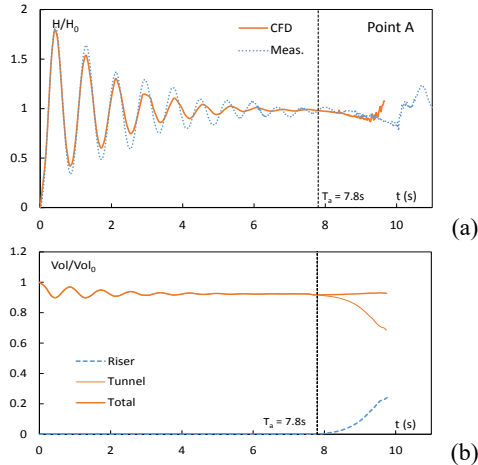 H/H0
CFD
Meas.
Point A
2
1.5
1
0.5
0
Ta = 7.8s
t (s)
0 2 4 6 8 10
(a)
1.2
Vol/Vol0
1
0.8
0.6
0.4
0.2
0
Riser
Tunnel
Total
Ta = 7.8s
t (s)
0 2 4 6 8 10
(b)